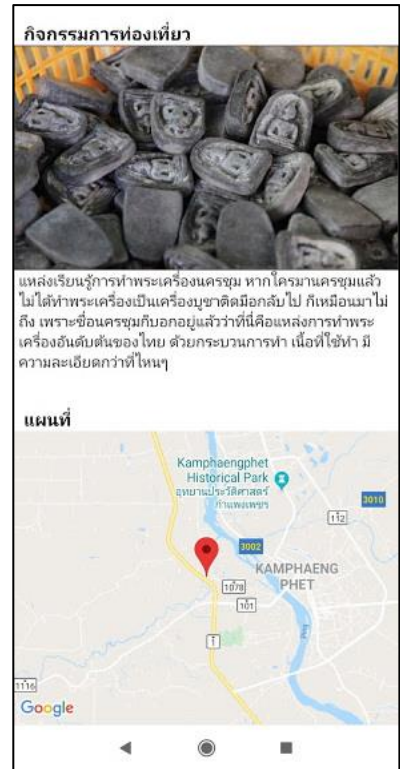 กิจกรรมการท่องเที่ยว
แหล่งเรียนรู้การทำพระเครื่องนครชุม หากใครมานครชุมแล้ว
ไม่ได้ทำพระเครื่องเป็นเครื่องบูชาติดมือกลับไป ก็เหมือนมาไม่
ถึง เพราะชื่อนครชุมก็บอกอยู่แล้วว่าที่นี่คือแหล่งการทำพระ
เครื่องอันดับต้นของไทย ด้วยกระบวนการทำ เนื้อที่ใช้ทำ มี
ความละเอียดกว่าที่ไหนๆ
แผนที่
Kamphaengphet
Historical Park
อุทยานประวัติศาสตร์
กำแพงเพชร
3010
112
3002
KAMPHAENG
PHET
1078
101
1
1116
Google